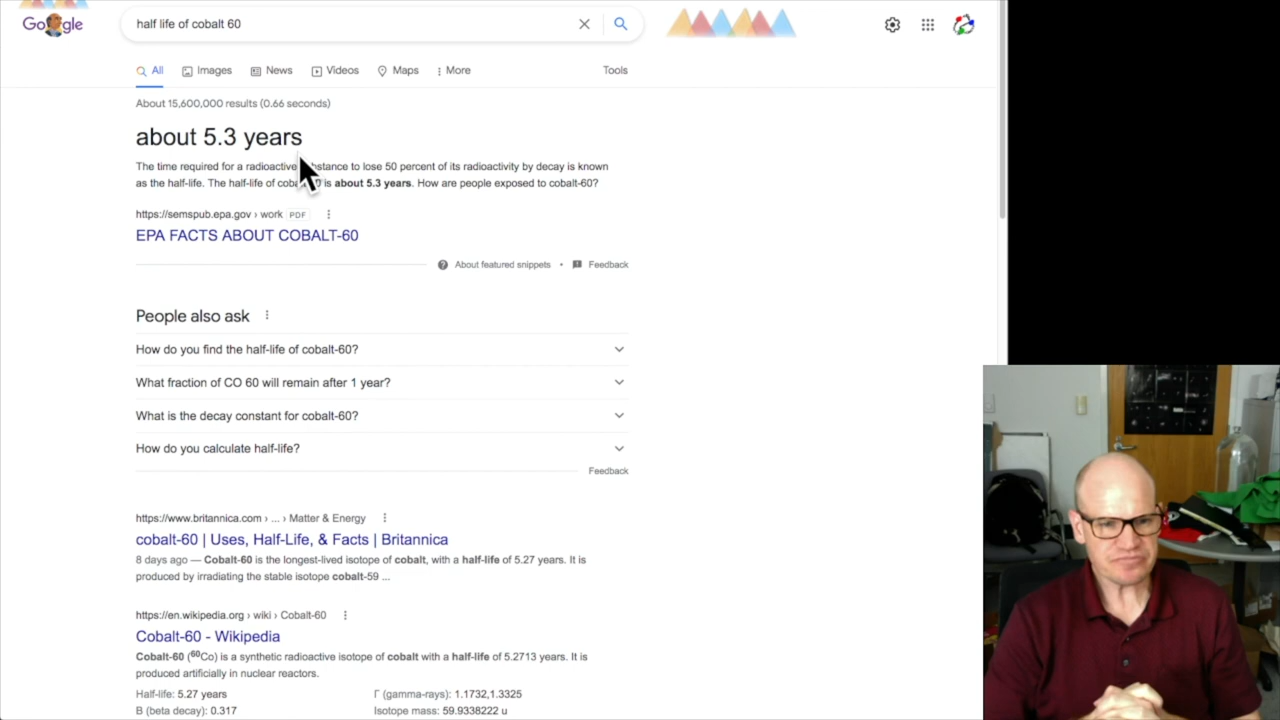 Google
half life of cobalt 60
All Images News Videos Maps More Tools
About 15,600,000 results (0.66 seconds)
about 5.3 years
The time required for a radioactive substance to lose 50 percent of its radioactivity by decay is known
as the half-life. The half-life of cobalt-60 is about 5.3 years. How are people exposed to cobalt-60?
https://semspub.epa.gov › work PDF
EPA FACTS ABOUT COBALT-60
About featured snippets • Feedback
People also ask
How do you find the half-life of cobalt-60?
What fraction of CO 60 will remain after 1 year?
What is the decay constant for cobalt-60?
How do you calculate half-life?
Feedback
https://www.britannica.com › ... › Matter & Energy
cobalt-60 | Uses, Half-Life, & Facts | Britannica
8 days ago — Cobalt-60 is the longest-lived isotope of cobalt, with a half-life of 5.27 years. It is
produced by irradiating the stable isotope cobalt-59 ...
https://en.wikipedia.org › wiki › Cobalt-60
Cobalt-60 - Wikipedia
Cobalt-60 (⁶⁰Co) is a synthetic radioactive isotope of cobalt with a half-life of 5.2713 years. It is
produced artificially in nuclear reactors.
Half-life: 5.27 years Γ (gamma-rays): 1.1732,1.3325
Β (beta decay): 0.317 Isotope mass: 59.9338222 u